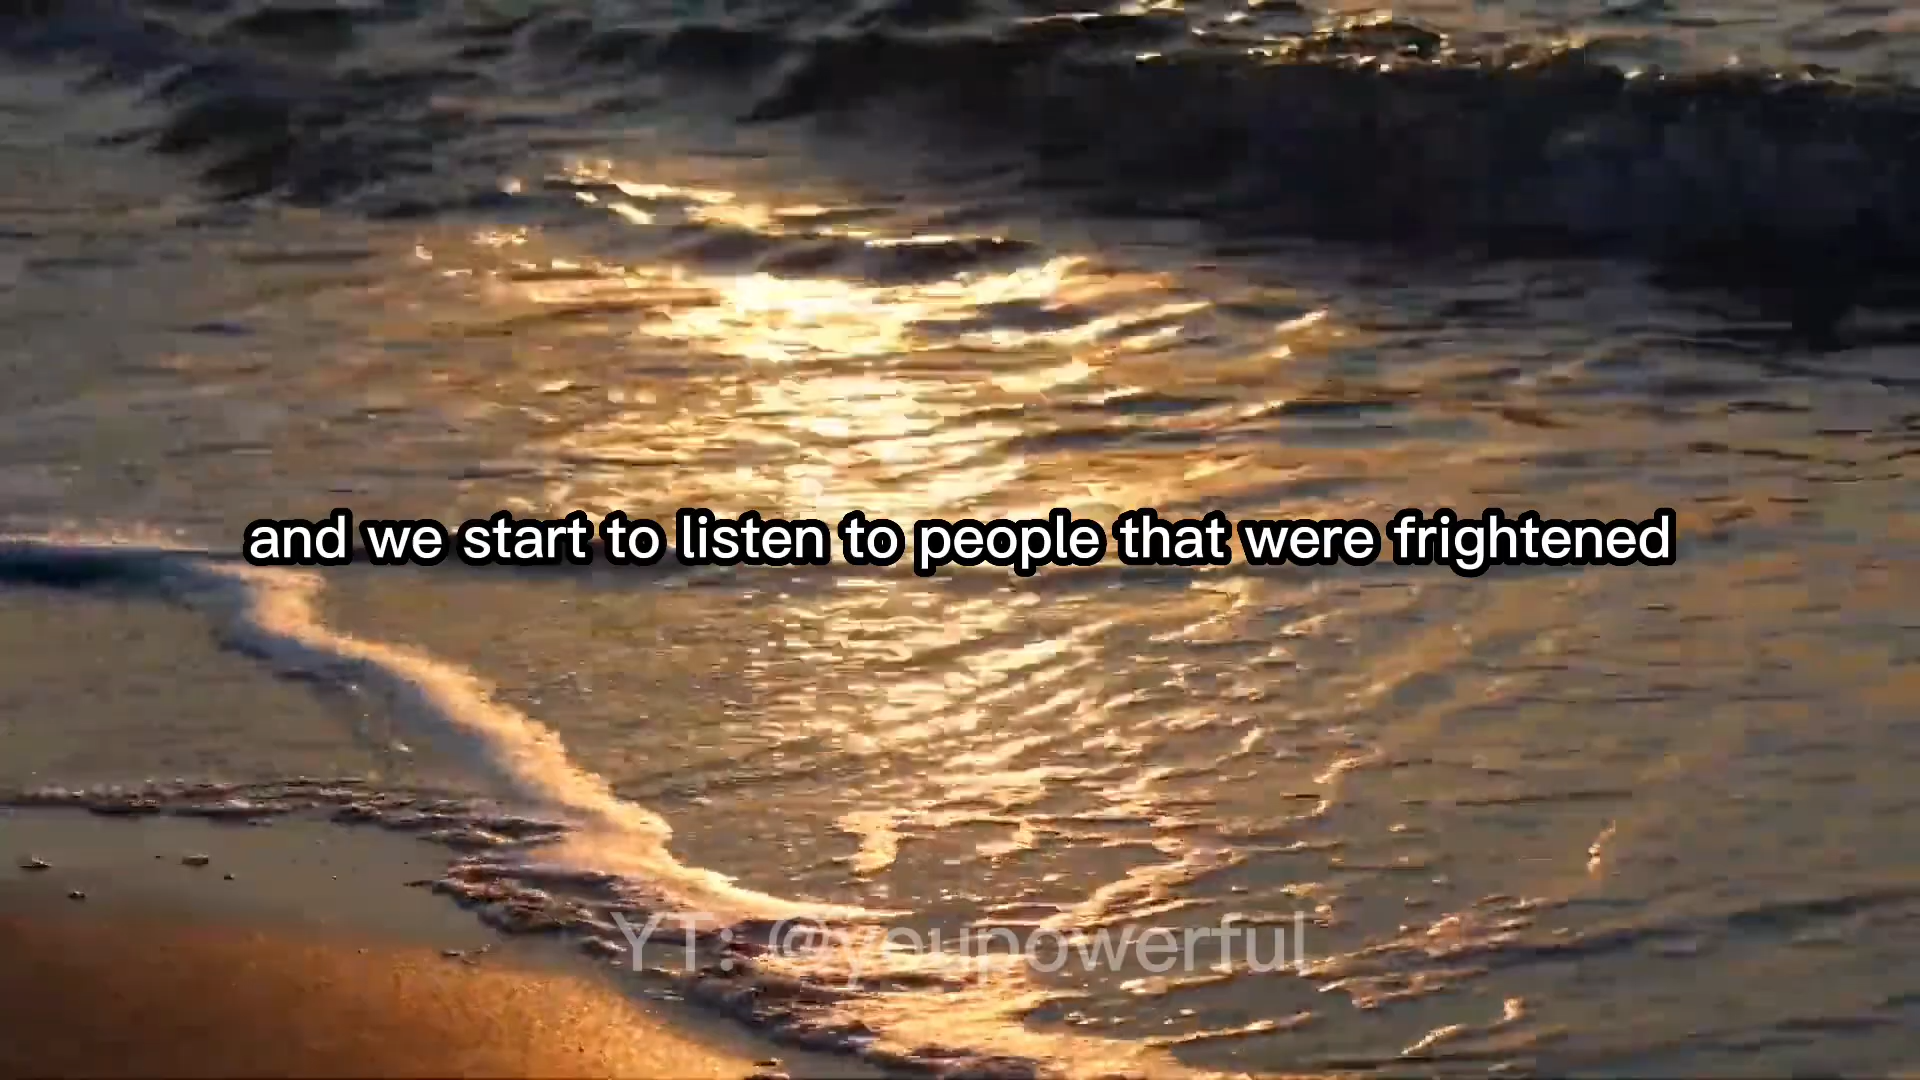 and we start to listen to people that were frightened
YT: @youpowerful